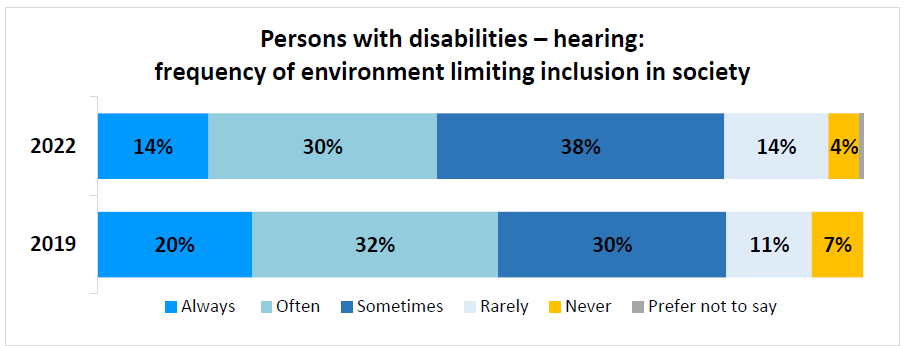 Persons with disabilities – hearing:
frequency of environment limiting inclusion in society
2022 14% 30% 38% 14% 4%
2019 20% 32% 30% 11% 7%
Always Often Sometimes Rarely Never Prefer not to say